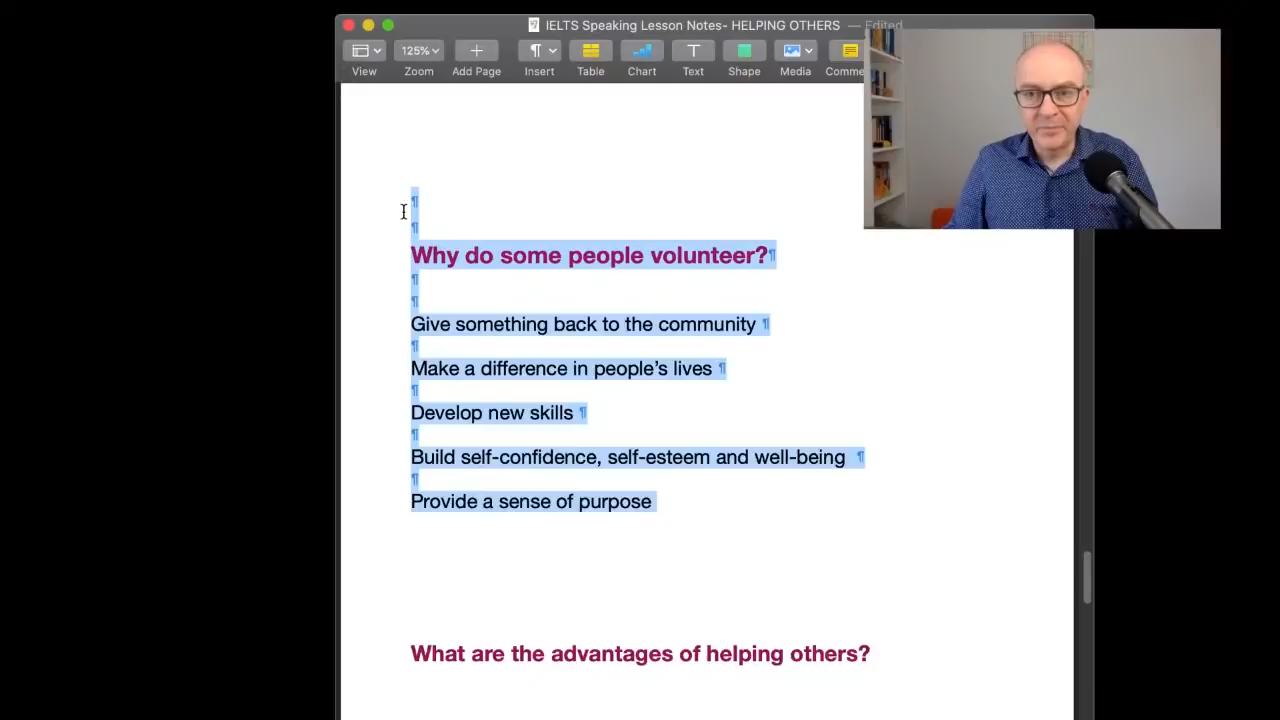 IELTS Speaking Lesson Notes- HELPING OTHERS — Edited
125%
View Zoom Add Page Insert Table Chart Text Shape Media Comme
Why do some people volunteer?
Give something back to the community
Make a difference in people's lives
Develop new skills
Build self-confidence, self-esteem and well-being
Provide a sense of purpose
What are the advantages of helping others?